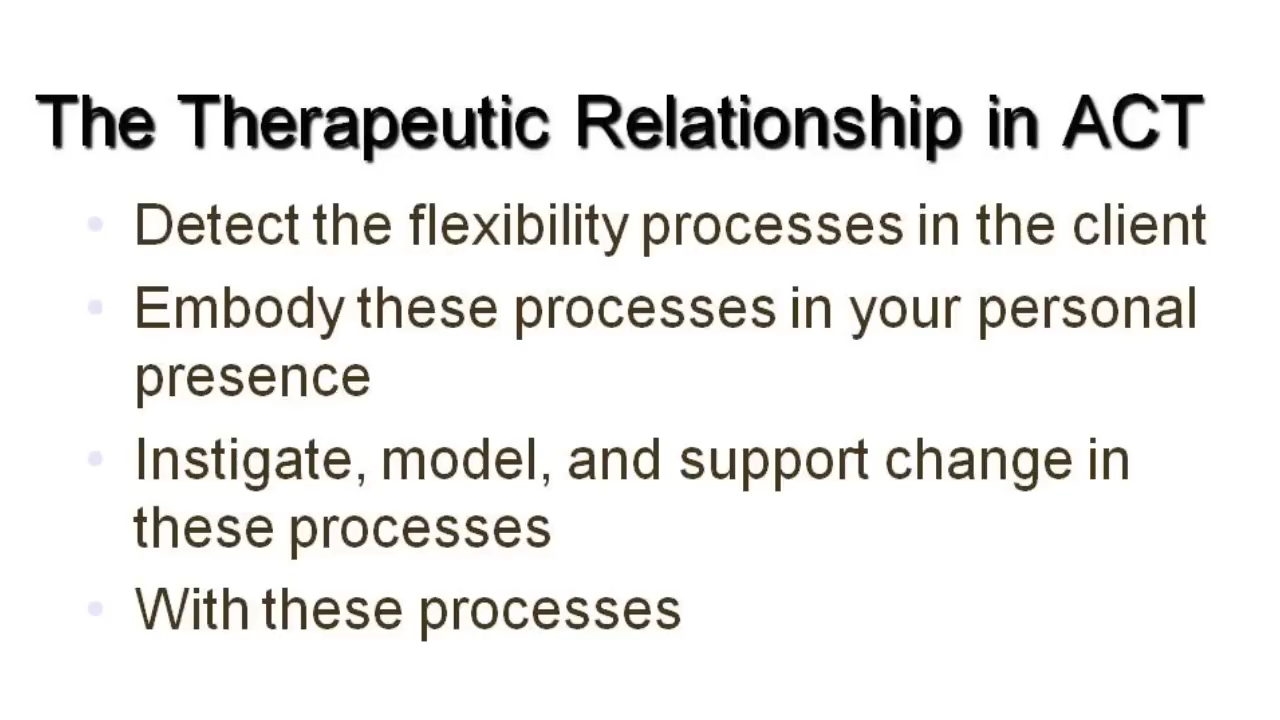 The Therapeutic Relationship in ACT
• Detect the flexibility processes in the client
• Embody these processes in your personal
presence
• Instigate, model, and support change in
these processes
• With these processes